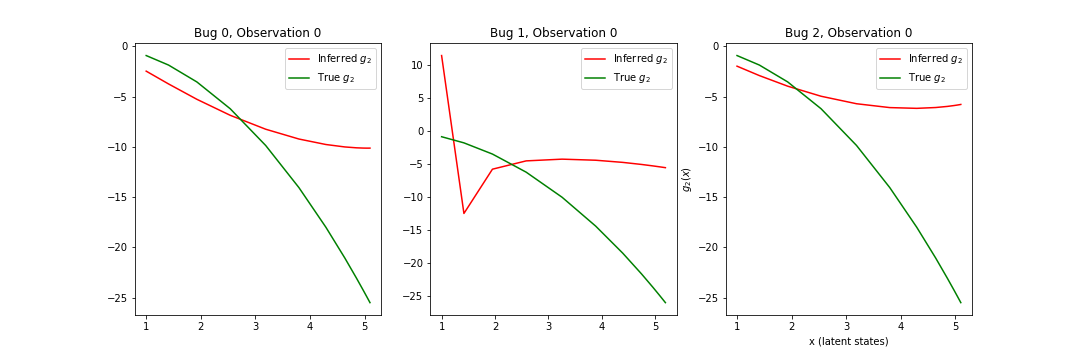 Bug 0, Observation 0
Inferred g₂
True g₂
0
−5
−10
−15
−20
−25
1 2 3 4 5
Bug 1, Observation 0
Inferred g₂
True g₂
10
5
0
−5
−10
−15
−20
−25
1 2 3 4 5
Bug 2, Observation 0
Inferred g₂
True g₂
g₂(x)
0
−5
−10
−15
−20
−25
1 2 3 4 5
x (latent states)